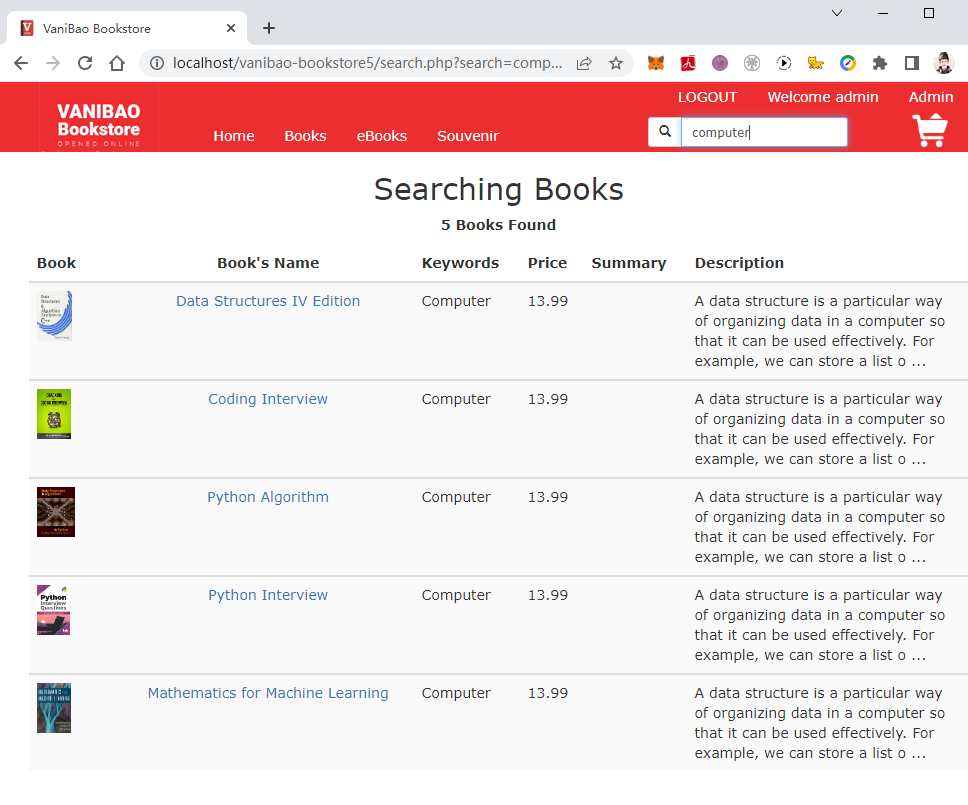 VaniBao Bookstore
localhost/vanibao-bookstore5/search.php?search=comp...
LOGOUT Welcome admin Admin
VANIBAO
Bookstore
OPENED ONLINE
Home Books eBooks Souvenir
computer
Searching Books
5 Books Found
Book Book's Name Keywords Price Summary Description
Data Structures IV Edition Computer 13.99 A data structure is a particular way
of organizing data in a computer so
that it can be used effectively. For
example, we can store a list o ...
Coding Interview Computer 13.99 A data structure is a particular way
of organizing data in a computer so
that it can be used effectively. For
example, we can store a list o ...
Python Algorithm Computer 13.99 A data structure is a particular way
of organizing data in a computer so
that it can be used effectively. For
example, we can store a list o ...
Python
Interview
Questions
Python Interview Computer 13.99 A data structure is a particular way
of organizing data in a computer so
that it can be used effectively. For
example, we can store a list o ...
Mathematics for Machine Learning Computer 13.99 A data structure is a particular way
of organizing data in a computer so
that it can be used effectively. For
example, we can store a list o ...